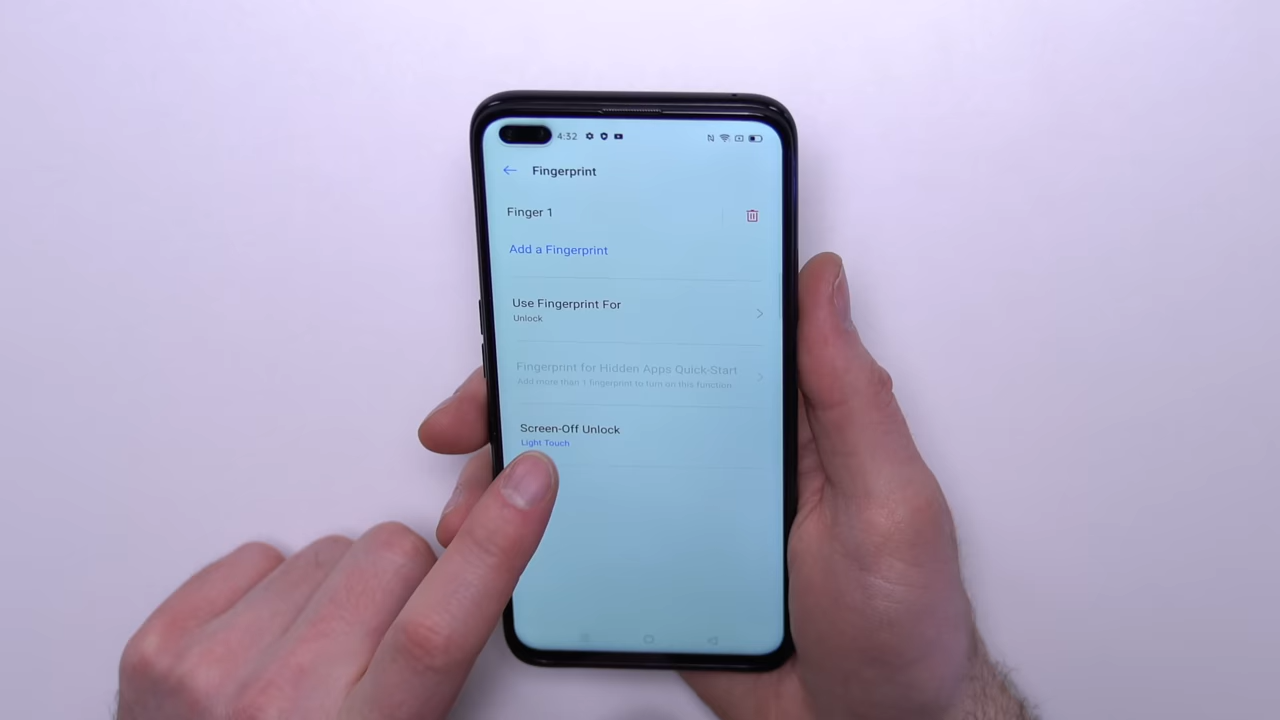 4:32
Fingerprint
Finger 1
Add a Fingerprint
Use Fingerprint For
Unlock
Fingerprint for Hidden Apps Quick-Start
Add more than 1 fingerprint to turn on this function.
Screen-Off Unlock
Light Touch